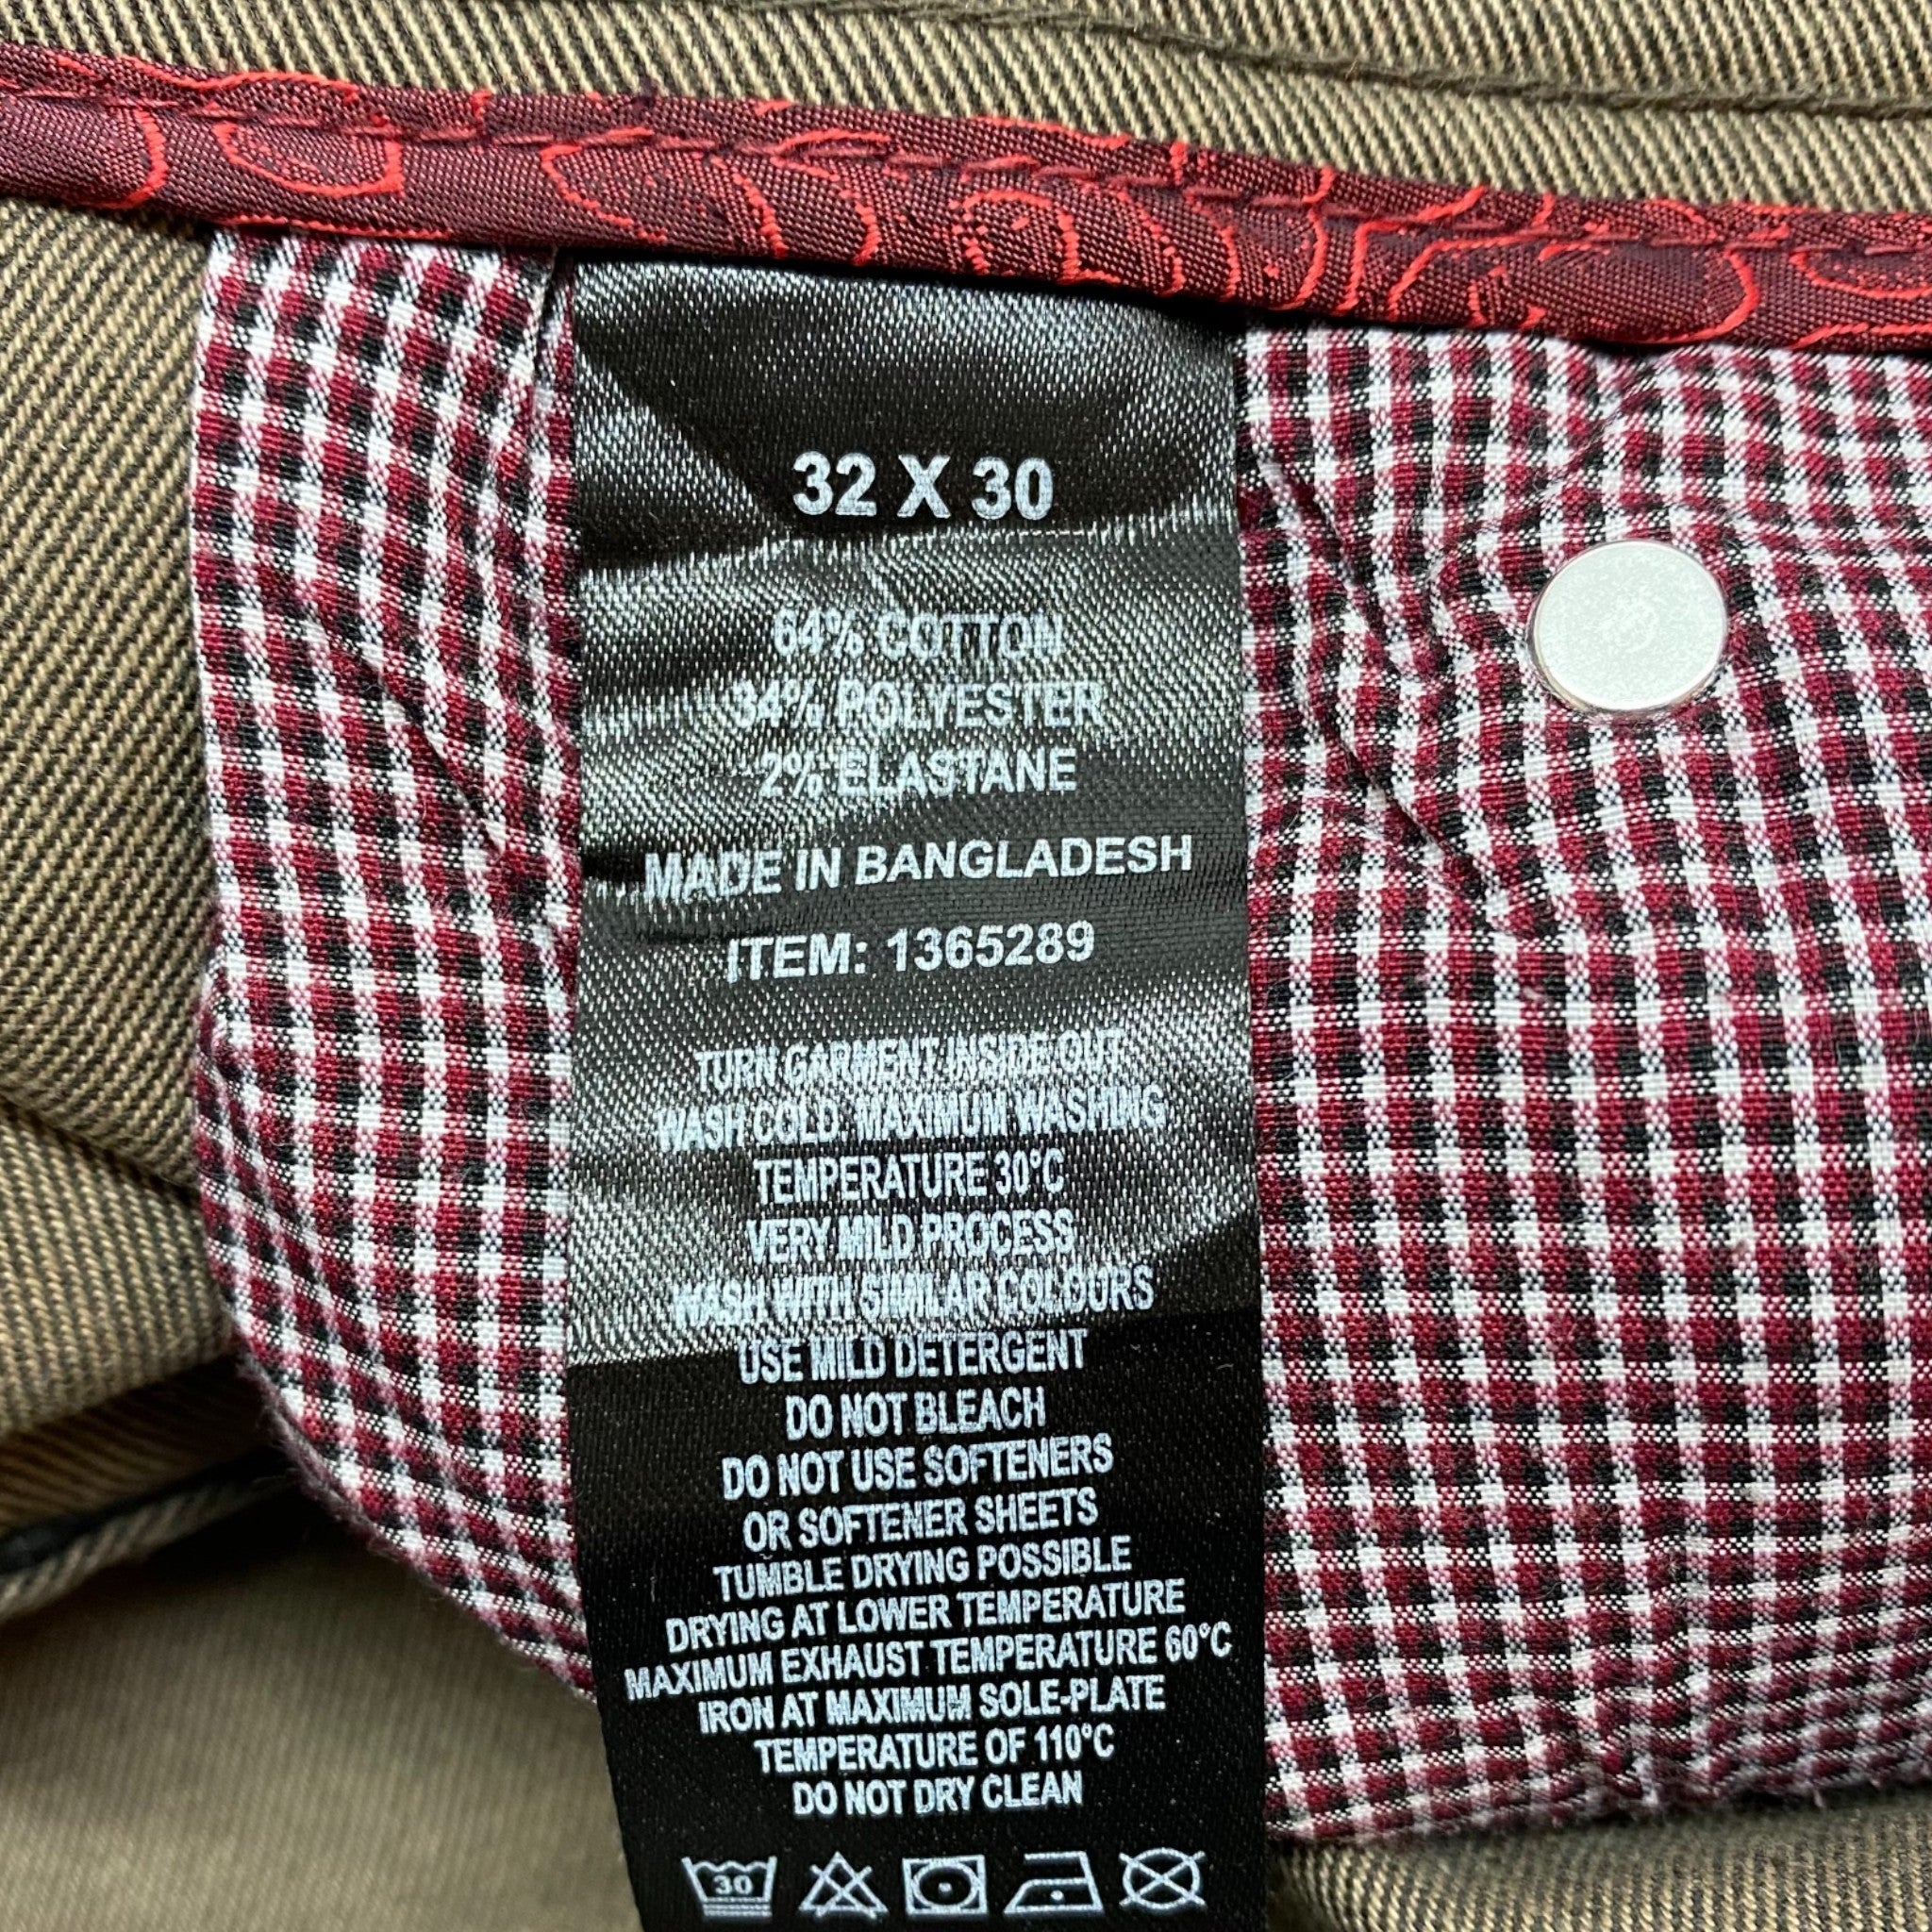 32 X 30
64% COTTON
34% POLYESTER
2% ELASTANE
MADE IN BANGLADESH
ITEM: 1365289
TURN GARMENT INSIDE OUT
WASH COLD: MAXIMUM WASHING
TEMPERATURE 30°C
VERY MILD PROCESS
WASH WITH SIMILAR COLOURS
USE MILD DETERGENT
DO NOT BLEACH
DO NOT USE SOFTENERS
OR SOFTENER SHEETS
TUMBLE DRYING POSSIBLE
DRYING AT LOWER TEMPERATURE
MAXIMUM EXHAUST TEMPERATURE 60°C
IRON AT MAXIMUM SOLE-PLATE
TEMPERATURE OF 110°C
DO NOT DRY CLEAN
30